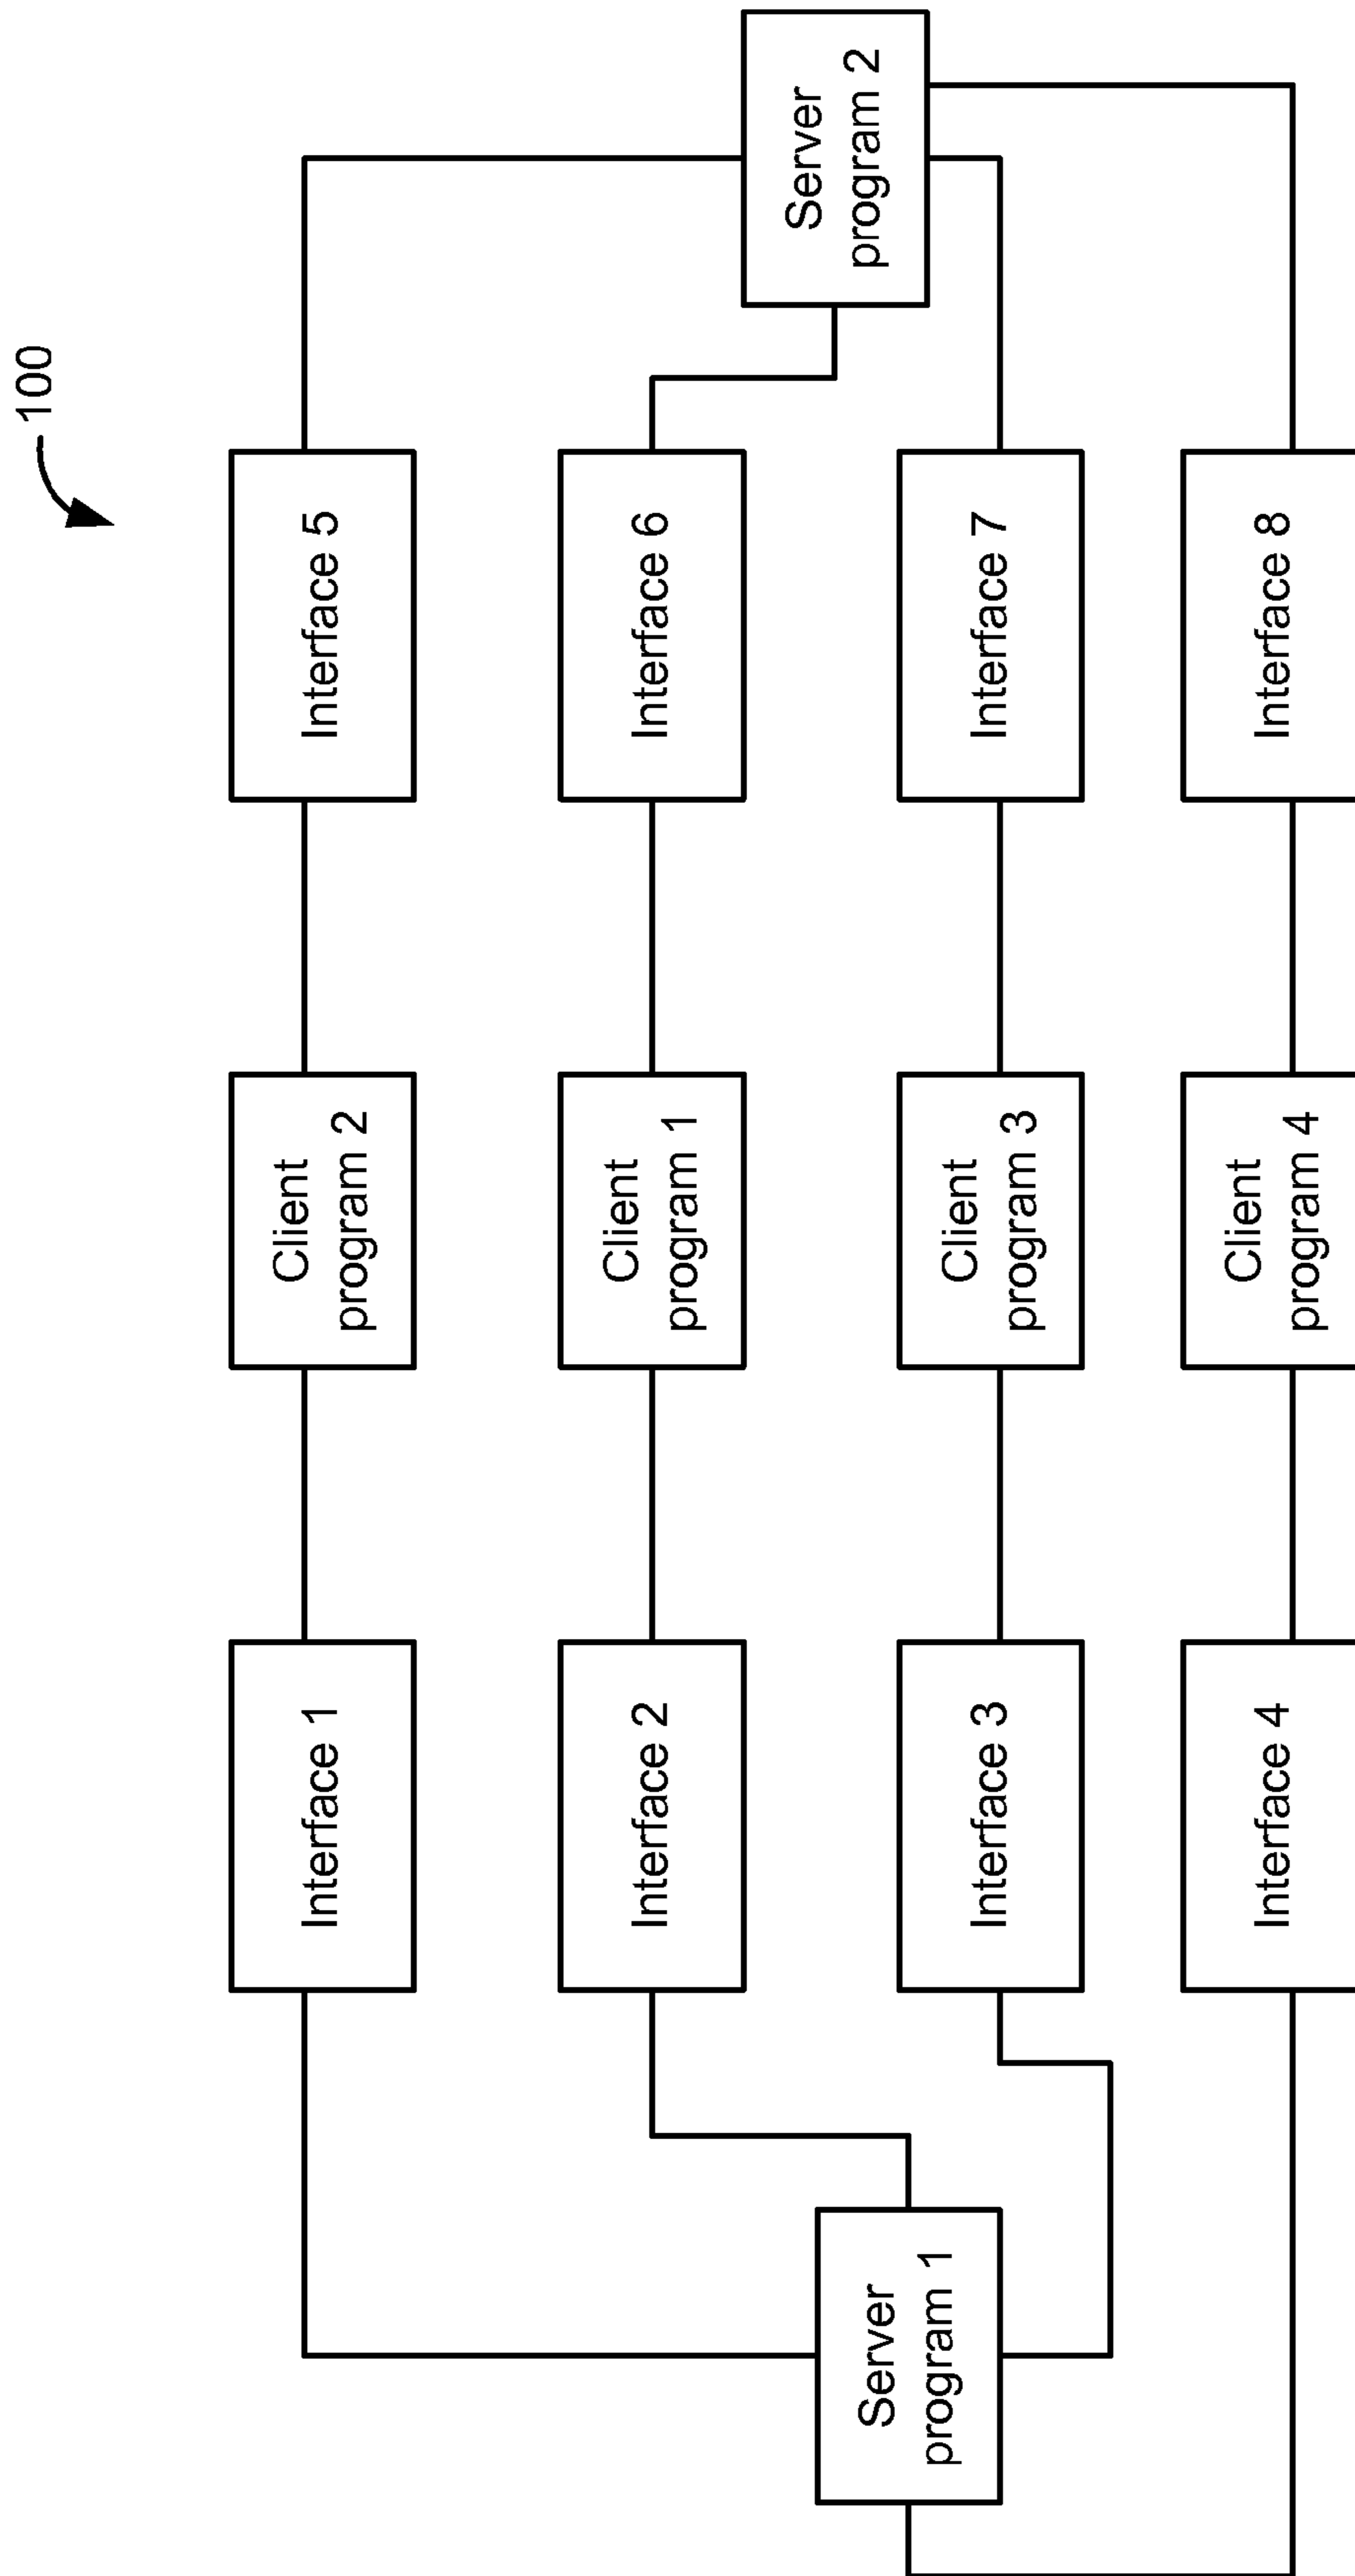 100
Interface 1
Client
program 2
Interface 5
Interface 2
Client
program 1
Interface 6
Server
program 2
Server
program 1
Interface 3
Client
program 3
Interface 7
Interface 4
Client
program 4
Interface 8